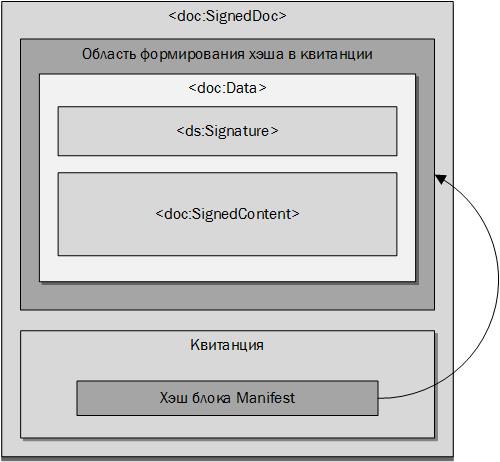 <doc:SignedDoc>
Область формирования хэша в квитанции
<doc:Data>
<ds:Signature>
<doc:SignedContent>
Квитанция
Хэш блока Manifest